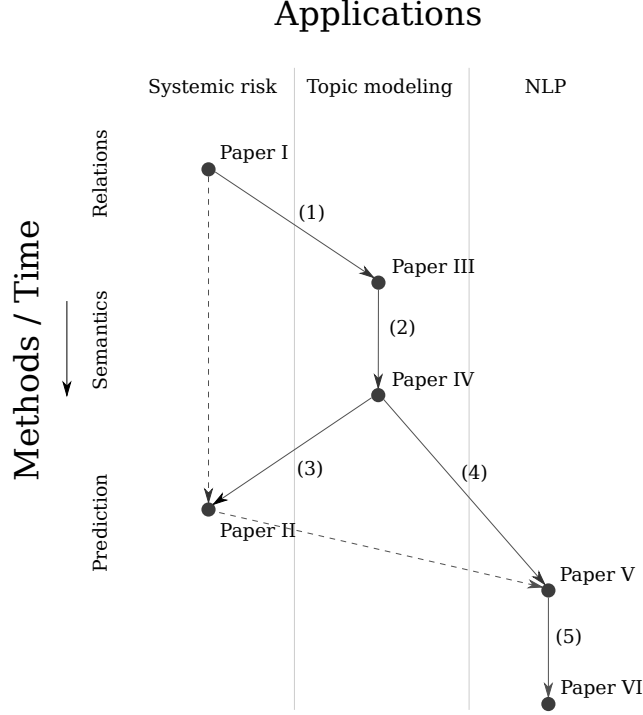 Applications
Systemic risk
Topic modeling
NLP
Methods / Time
Relations
Semantics
Prediction
Paper I
(1)
Paper III
(2)
Paper IV
(3)
(4)
Paper II
Paper V
(5)
Paper VI